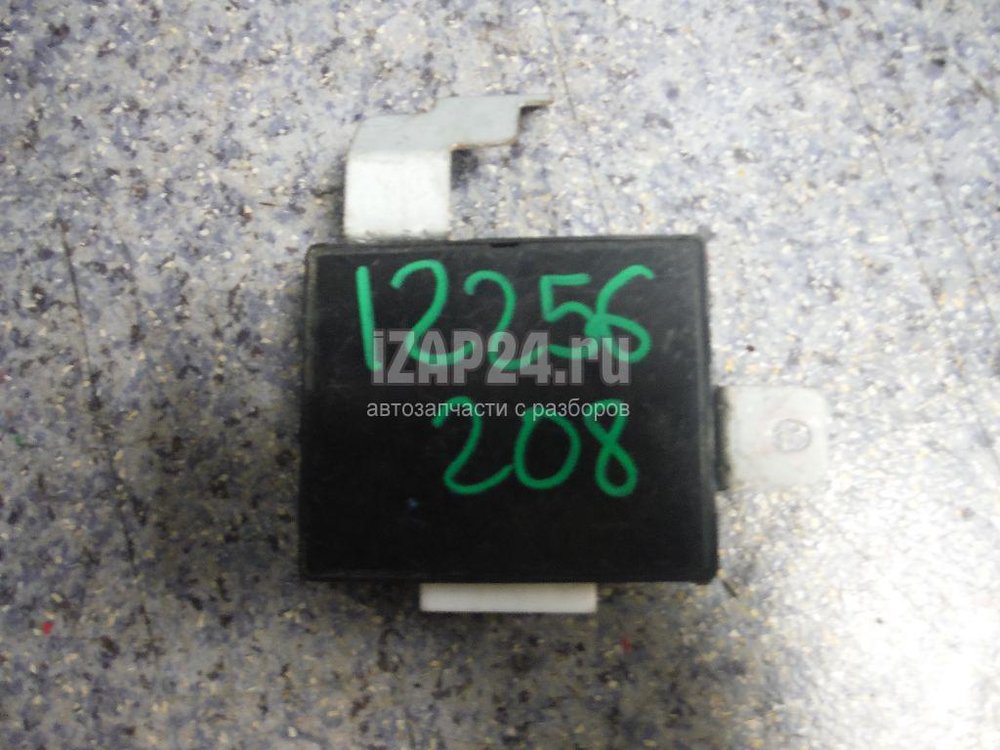 12256
iZAP24.ru
автозапчасти с разборов
208